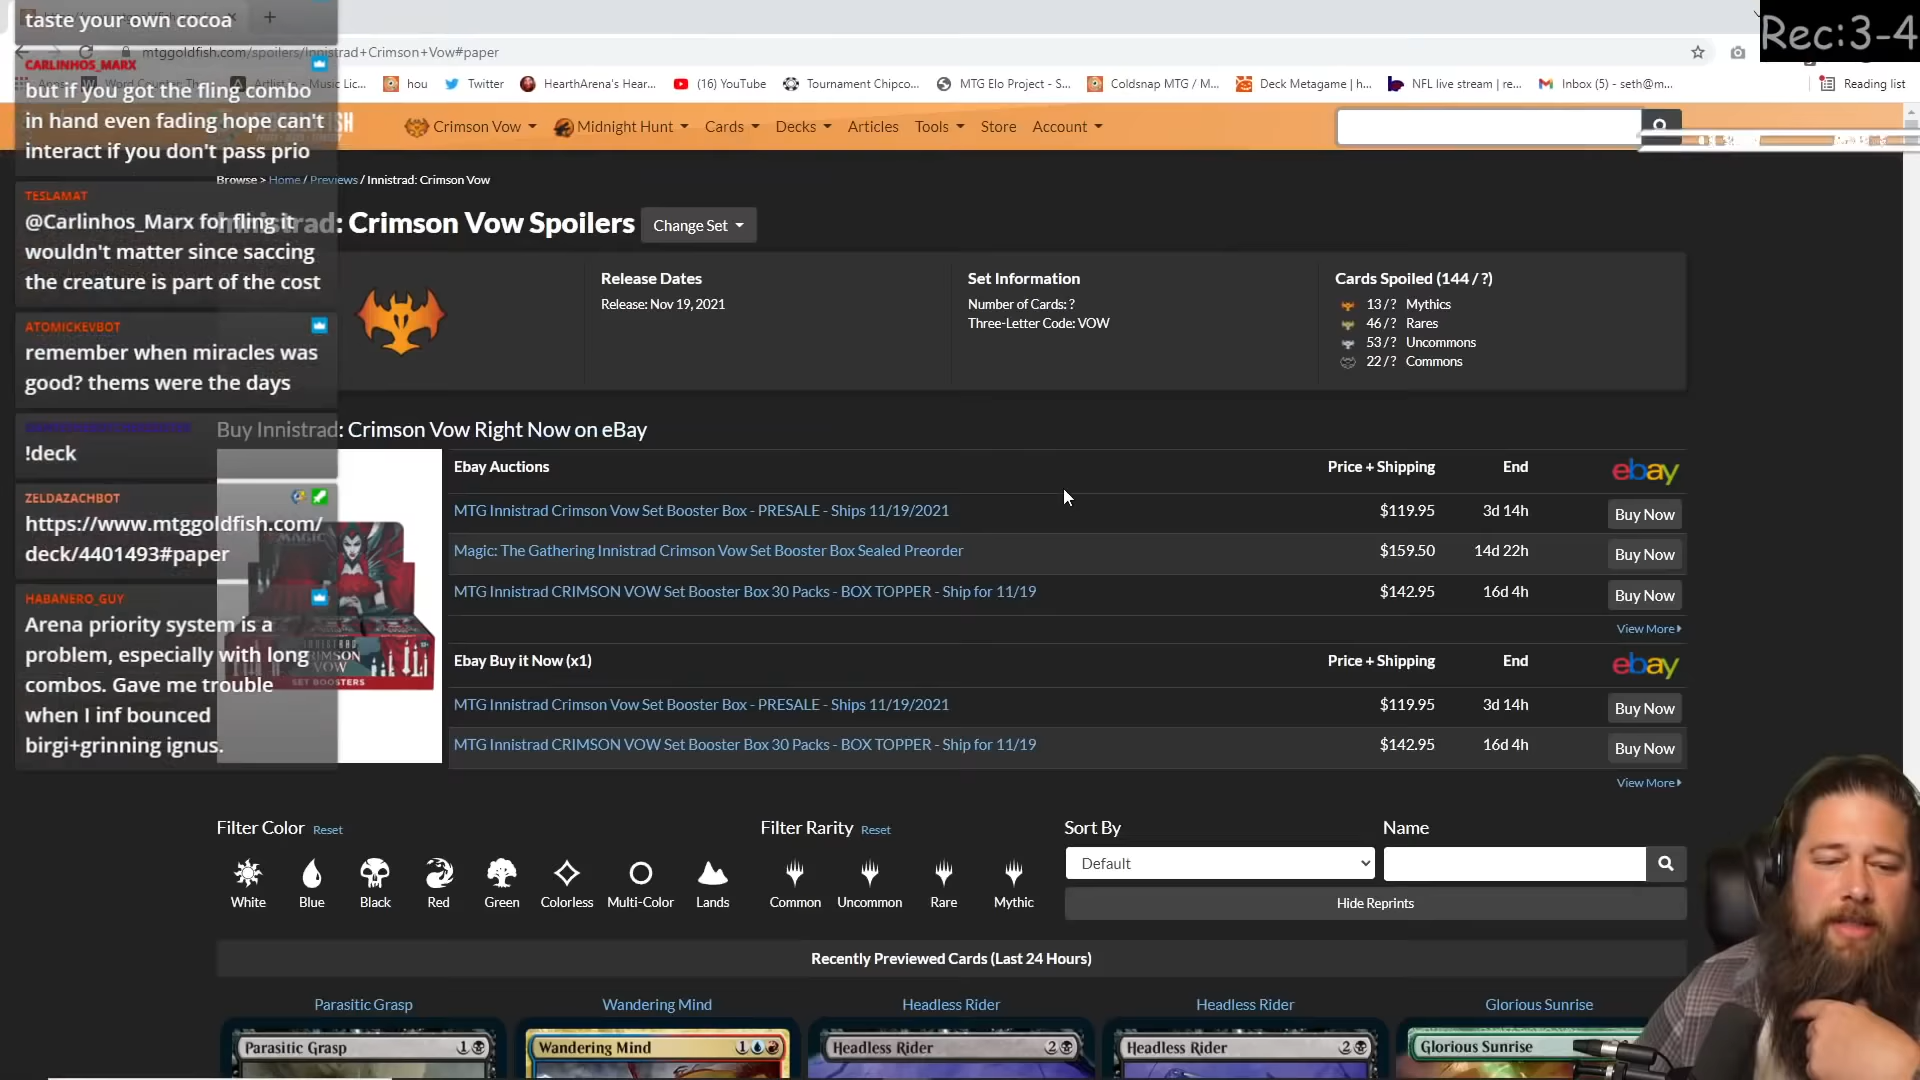 taste your own cocoa
Rec:3-4
mtggoldfish.com/spoilers/Innistrad+Crimson+Vow#paper
hou
Twitter
HearthArena's Hear...
(16) YouTube
Tournament Chipco...
MTG Elo Project - S...
Coldsnap MTG / M...
Deck Metagame | h...
NFL live stream | re...
Inbox (5) - seth@m...
Reading list
CARLINHOS_MARX
but if you got the fling combo
in hand even fading hope can't
interact if you don't pass prio
Crimson Vow
Midnight Hunt
Cards
Decks
Articles
Tools
Store
Account
Browse > Home / Previews / Innistrad: Crimson Vow
TESLAMAT
@Carlinhos_Marx for fling it
wouldn't matter since saccing
the creature is part of the cost
Innistrad: Crimson Vow Spoilers
Change Set
Release Dates
Release: Nov 19, 2021
Set Information
Number of Cards: ?
Three-Letter Code: VOW
Cards Spoiled (144 / ?)
13 / ? Mythics
46 / ? Rares
53 / ? Uncommons
22 / ? Commons
ATOMICKEVBOT
remember when miracles was
good? thems were the days
!deck
ZELDAZACHBOT
https://www.mtggoldfish.com/
deck/4401493#paper
HABANERO_GUY
Arena priority system is a
problem, especially with long
combos. Gave me trouble
when I inf bounced
birgi+grinning ignus.
Buy Innistrad: Crimson Vow Right Now on eBay
MAGIC
INNISTRAD
CRIMSON
VOW
SET BOOSTERS
Ebay Auctions Price + Shipping End ebay
MTG Innistrad Crimson Vow Set Booster Box - PRESALE - Ships 11/19/2021 $119.95 3d 14h Buy Now
Magic: The Gathering Innistrad Crimson Vow Set Booster Box Sealed Preorder $159.50 14d 22h Buy Now
MTG Innistrad CRIMSON VOW Set Booster Box 30 Packs - BOX TOPPER - Ship for 11/19 $142.95 16d 4h Buy Now
View More
Ebay Buy it Now (x1) Price + Shipping End ebay
MTG Innistrad Crimson Vow Set Booster Box - PRESALE - Ships 11/19/2021 $119.95 3d 14h Buy Now
MTG Innistrad CRIMSON VOW Set Booster Box 30 Packs - BOX TOPPER - Ship for 11/19 $142.95 16d 4h Buy Now
View More
Filter Color Reset
White Blue Black Red Green Colorless Multi-Color Lands
Filter Rarity Reset
Common Uncommon Rare Mythic
Sort By
Default
Name
Hide Reprints
Recently Previewed Cards (Last 24 Hours)
Parasitic Grasp Wandering Mind Headless Rider Headless Rider Glorious Sunrise
Parasitic Grasp 1
Wandering Mind 1
Headless Rider 2
Headless Rider 2
Glorious Sunrise